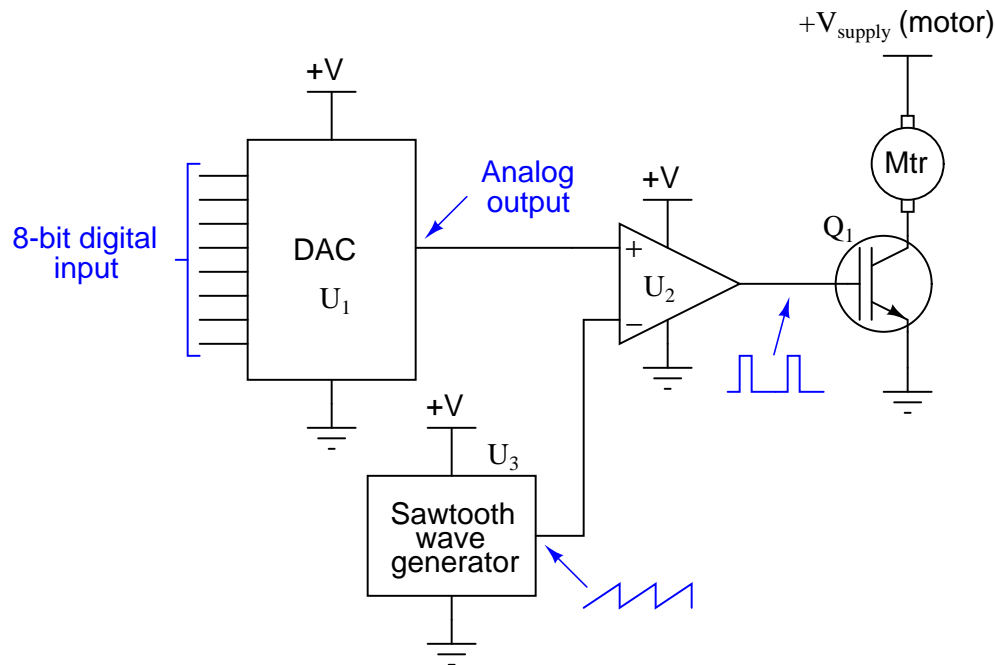 +Vsupply (motor)
+V
Mtr
Analog
output
+V
8-bit digital
input
DAC
U1
+
U2
−
Q1
+V
U3
Sawtooth
wave
generator